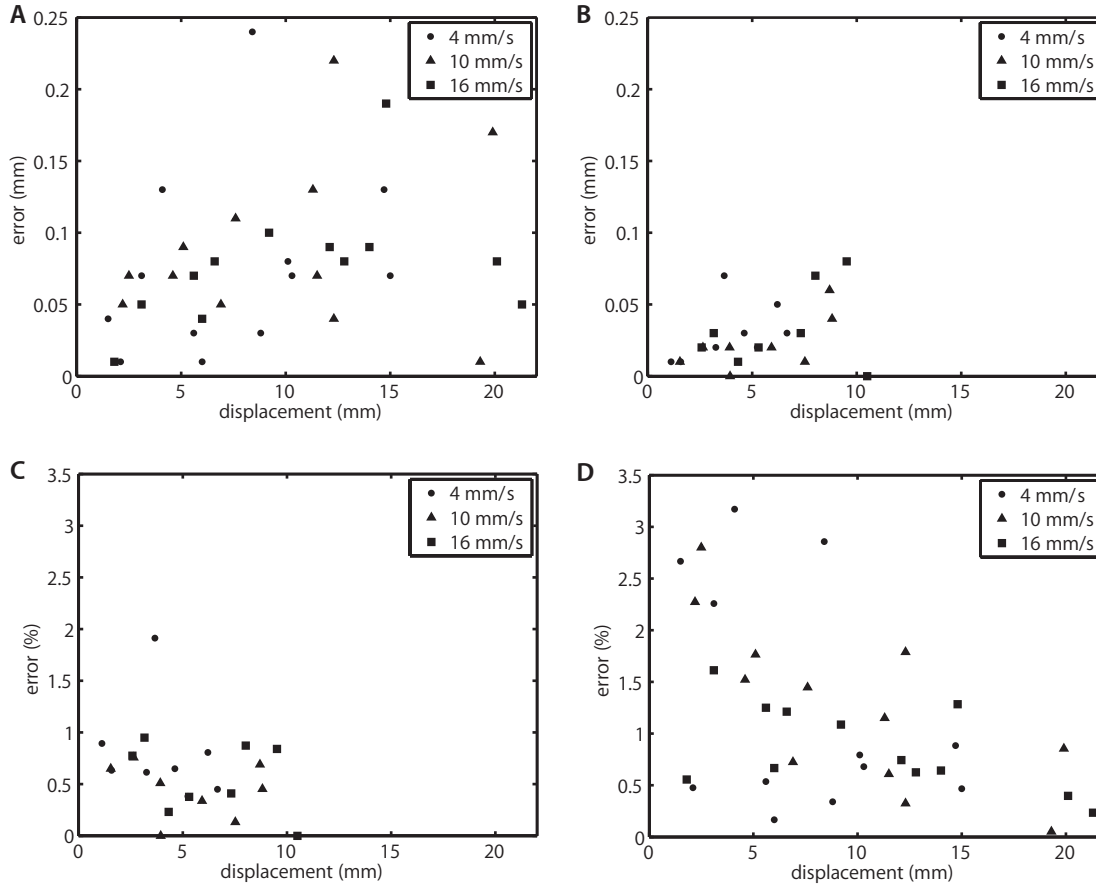 A
0.25
0.2
0.15
0.1
0.05
0
error (mm)
0 5 10 15 20
displacement (mm)
4 mm/s
10 mm/s
16 mm/s
B
0.25
0.2
0.15
0.1
0.05
0
error (mm)
0 5 10 15 20
displacement (mm)
4 mm/s
10 mm/s
16 mm/s
C
3.5
3
2.5
2
1.5
1
0.5
0
error (%)
0 5 10 15 20
displacement (mm)
4 mm/s
10 mm/s
16 mm/s
D
3.5
3
2.5
2
1.5
1
0.5
0
error (%)
0 5 10 15 20
displacement (mm)
4 mm/s
10 mm/s
16 mm/s